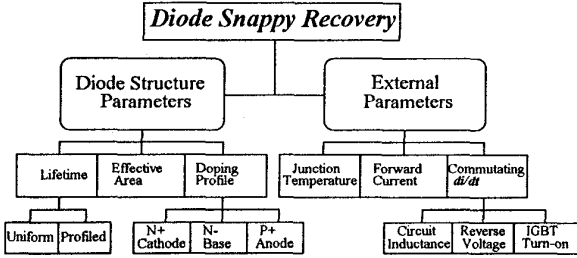 Diode Snappy Recovery
Diode Structure
Parameters
External
Parameters
Lifetime
Effective
Area
Doping
Profile
Junction
Temperature
Forward
Current
Commutating
di/dt
Uniform
Profiled
N+
Cathode
N-
Base
P+
Anode
Circuit
Inductance
Reverse
Voltage
IGBT
Turn-on